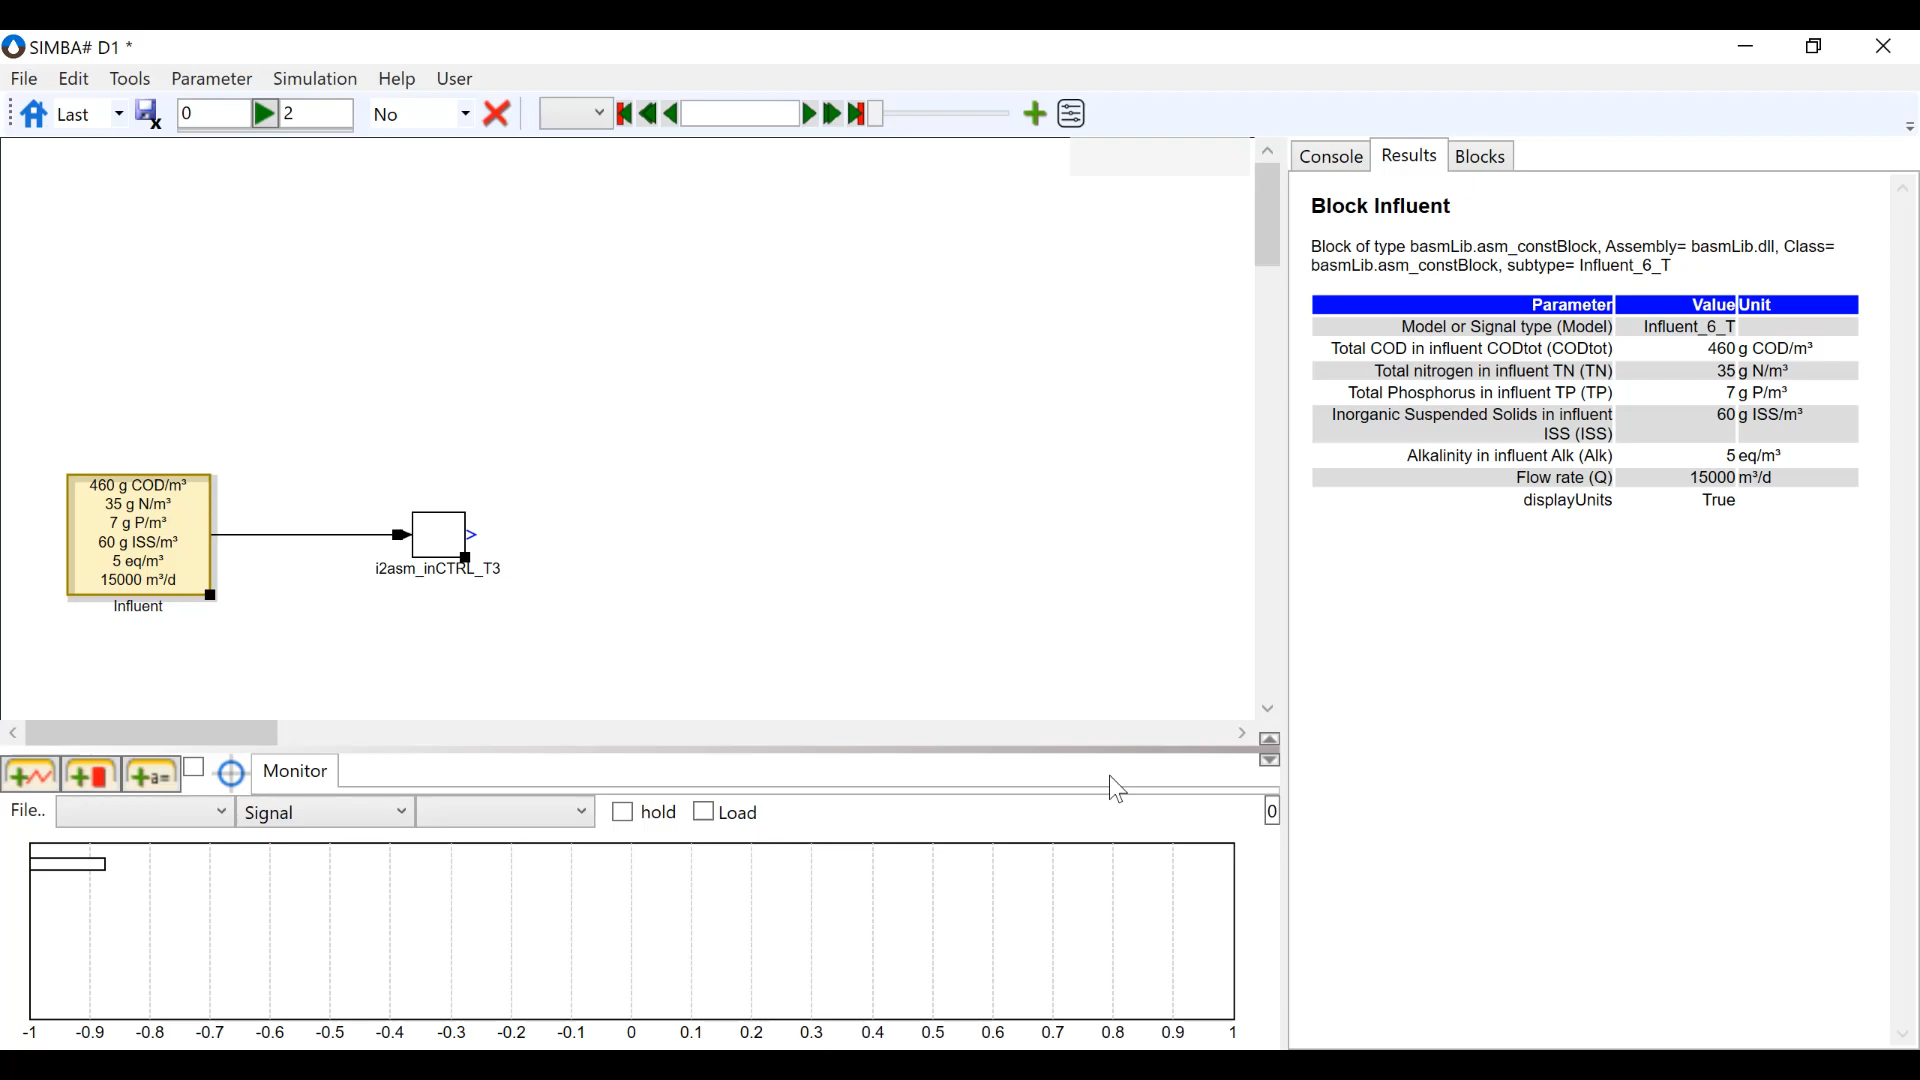 SIMBA# D1 *
File Edit Tools Parameter Simulation Help User
Last 0 2 No
Console Results Blocks
Block Influent
Block of type basmLib.asm_constBlock, Assembly= basmLib.dll, Class=
basmLib.asm_constBlock, subtype= Influent_6_T
Parameter Value Unit
Model or Signal type (Model) Influent_6_T
Total COD in influent CODtot (CODtot) 460 g COD/m³
Total nitrogen in influent TN (TN) 35 g N/m³
Total Phosphorus in influent TP (TP) 7 g P/m³
Inorganic Suspended Solids in influent 60 g ISS/m³
ISS (ISS)
Alkalinity in influent Alk (Alk) 5 eq/m³
Flow rate (Q) 15000 m³/d
displayUnits True
460 g COD/m³
35 g N/m³
7 g P/m³
60 g ISS/m³
5 eq/m³
15000 m³/d
Influent
i2asm_inCTRL_T3
a=
Monitor
File.. Signal hold Load 0
-1 -0.9 -0.8 -0.7 -0.6 -0.5 -0.4 -0.3 -0.2 -0.1 0 0.1 0.2 0.3 0.4 0.5 0.6 0.7 0.8 0.9 1